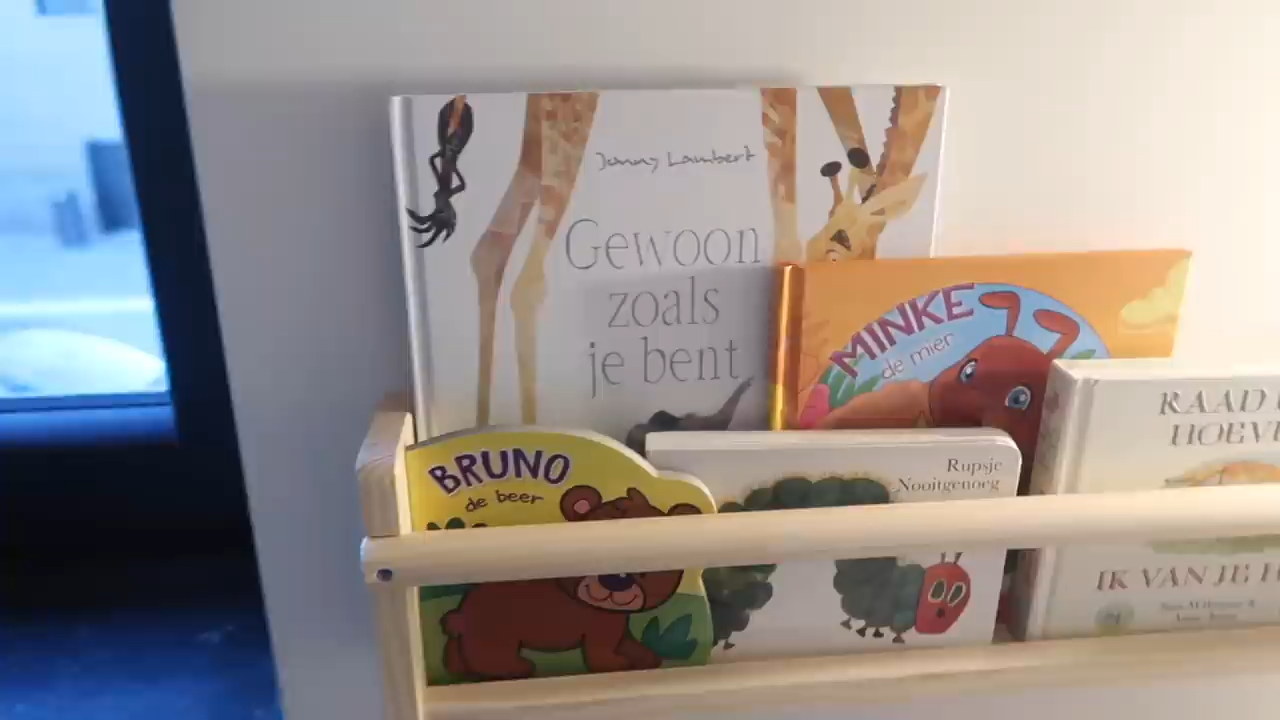 Jonny Lambert
Gewoon
zoals
je bent
MINKE
de mier
BRUNO
de beer
Rupsje
Nooitgenoeg
RAAD
HOEV
IK VAN JE H